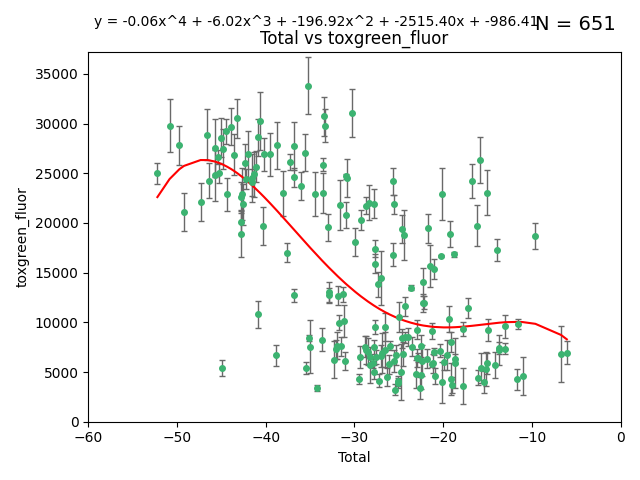 y = -0.06x^4 + -6.02x^3 + -196.92x^2 + -2515.40x + -986.41
N = 651
Total vs toxgreen_fluor
35000
30000
25000
20000
15000
10000
5000
0
toxgreen_fluor
−60 −50 −40 −30 −20 −10 0
Total